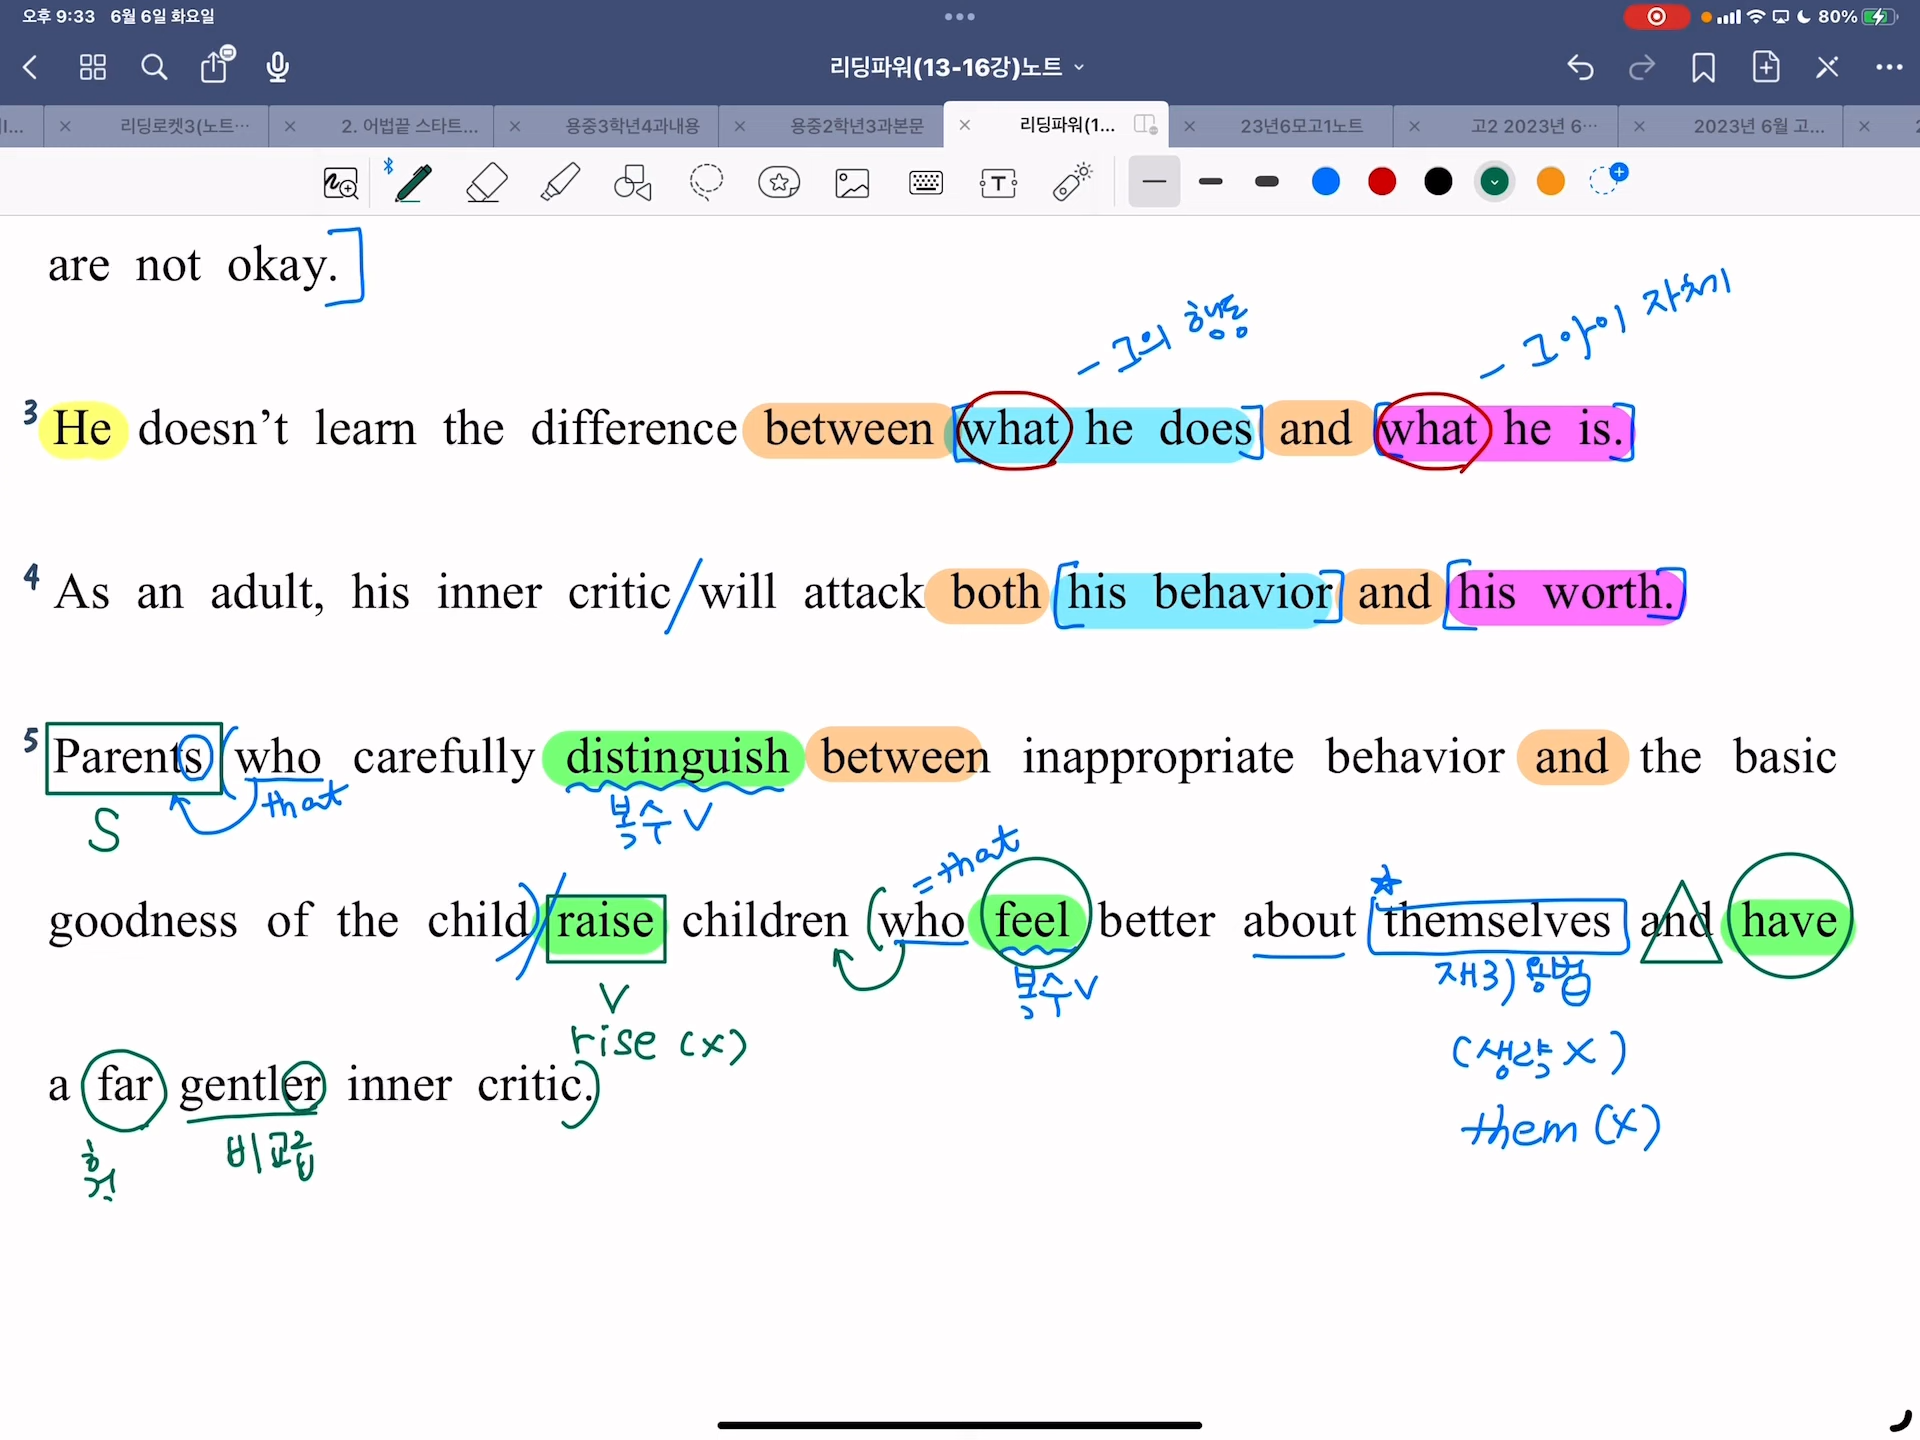 오후 9:33 6월 6일 화요일
80%
리딩파워(13-16강)노트
리딩로켓3(노트…
2. 어법끝 스타트...
용중3학년4과내용
용중2학년3과본문
리딩파워(1...
23년6모고1노트
고2 2023년 6…
2023년 6월 고...
are not okay.]
- 그의 행동
- 그 아이 자체
3 He doesn't learn the difference between [what he does] and [what he is.]
4 As an adult, his inner critic / will attack both [his behavior] and [his worth.]
5 Parents (who carefully distinguish between inappropriate behavior and the basic
S
that
복수 V
= that
goodness of the child) / raise children (who feel better about themselves and have
V
복수 V
재귀용법
rise (x)
(생략 X)
a far gentler inner critic.)
훨씬
비교급
them (X)